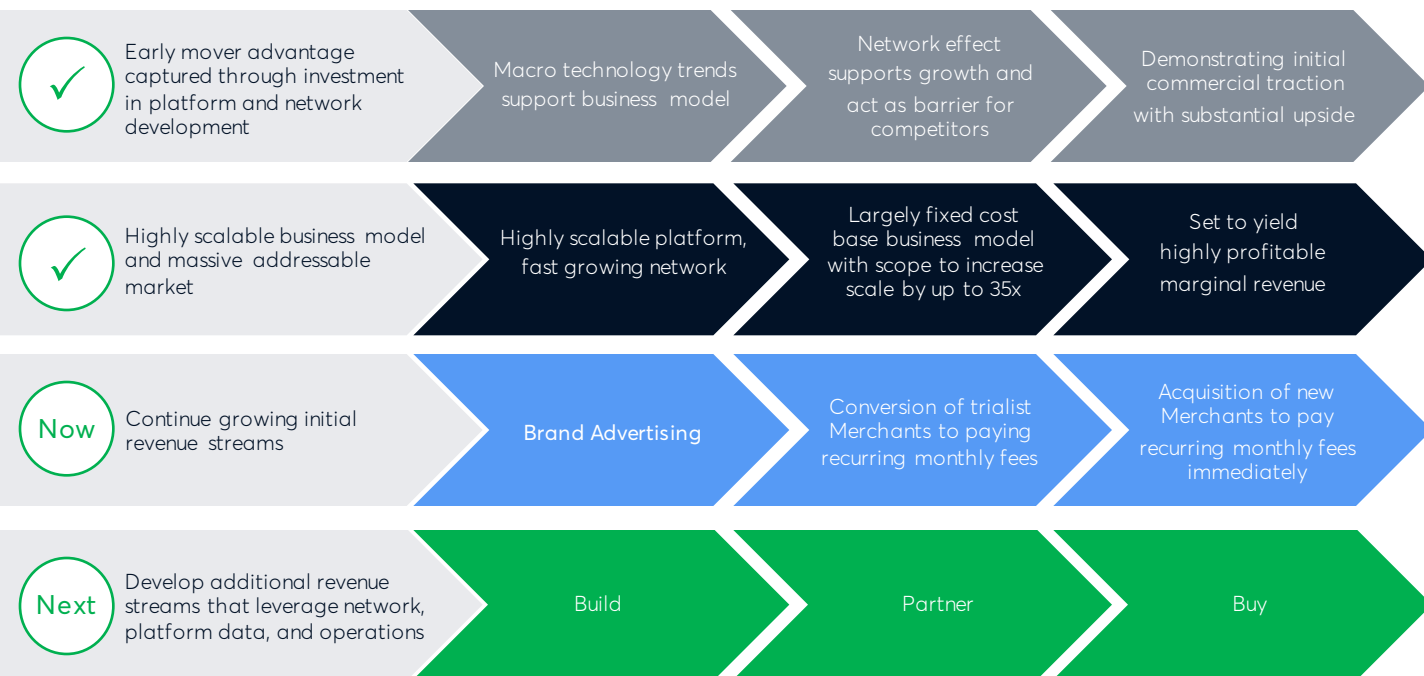 Early mover advantage
captured through investment
in platform and network
development
Macro technology trends
support business model
Network effect
supports growth and
act as barrier for
competitors
Demonstrating initial
commercial traction
with substantial upside
Highly scalable business model
and massive addressable
market
Highly scalable platform,
fast growing network
Largely fixed cost
base business model
with scope to increase
scale by up to 35x
Set to yield
highly profitable
marginal revenue
Now
Continue growing initial
revenue streams
Brand Advertising
Conversion of trialist
Merchants to paying
recurring monthly fees
Acquisition of new
Merchants to pay
recurring monthly fees
immediately
Next
Develop additional revenue
streams that leverage network,
platform data, and operations
Build
Partner
Buy